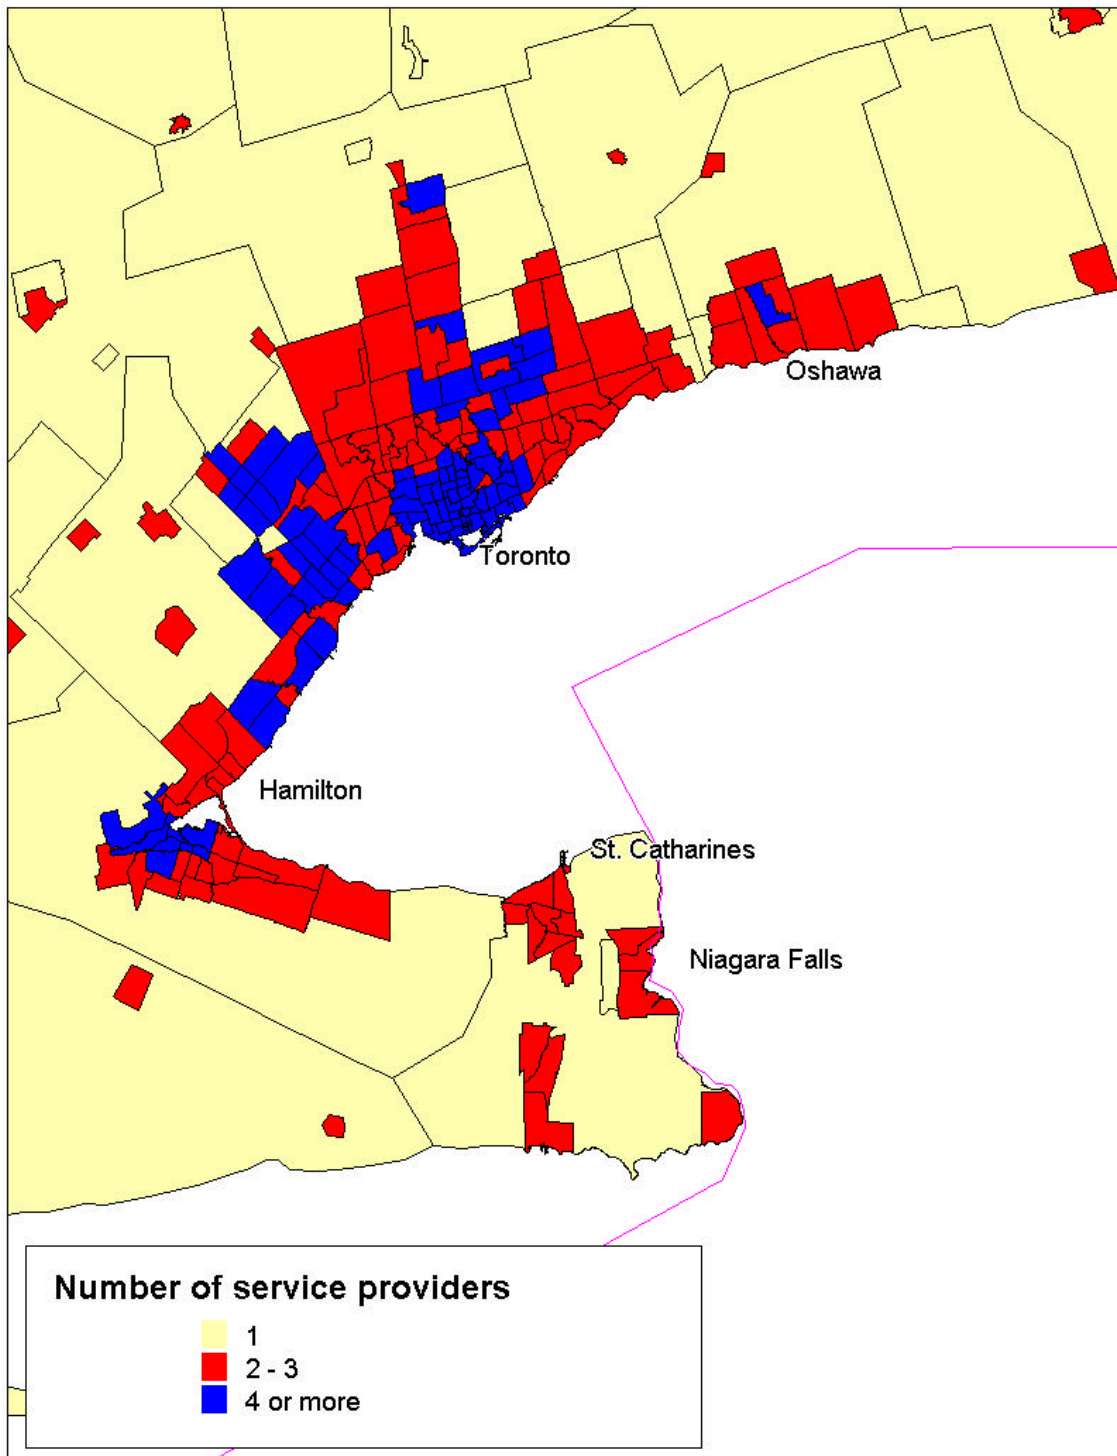 Oshawa
Toronto
Hamilton
St. Catharines
Niagara Falls
Number of service providers
1
2 - 3
4 or more